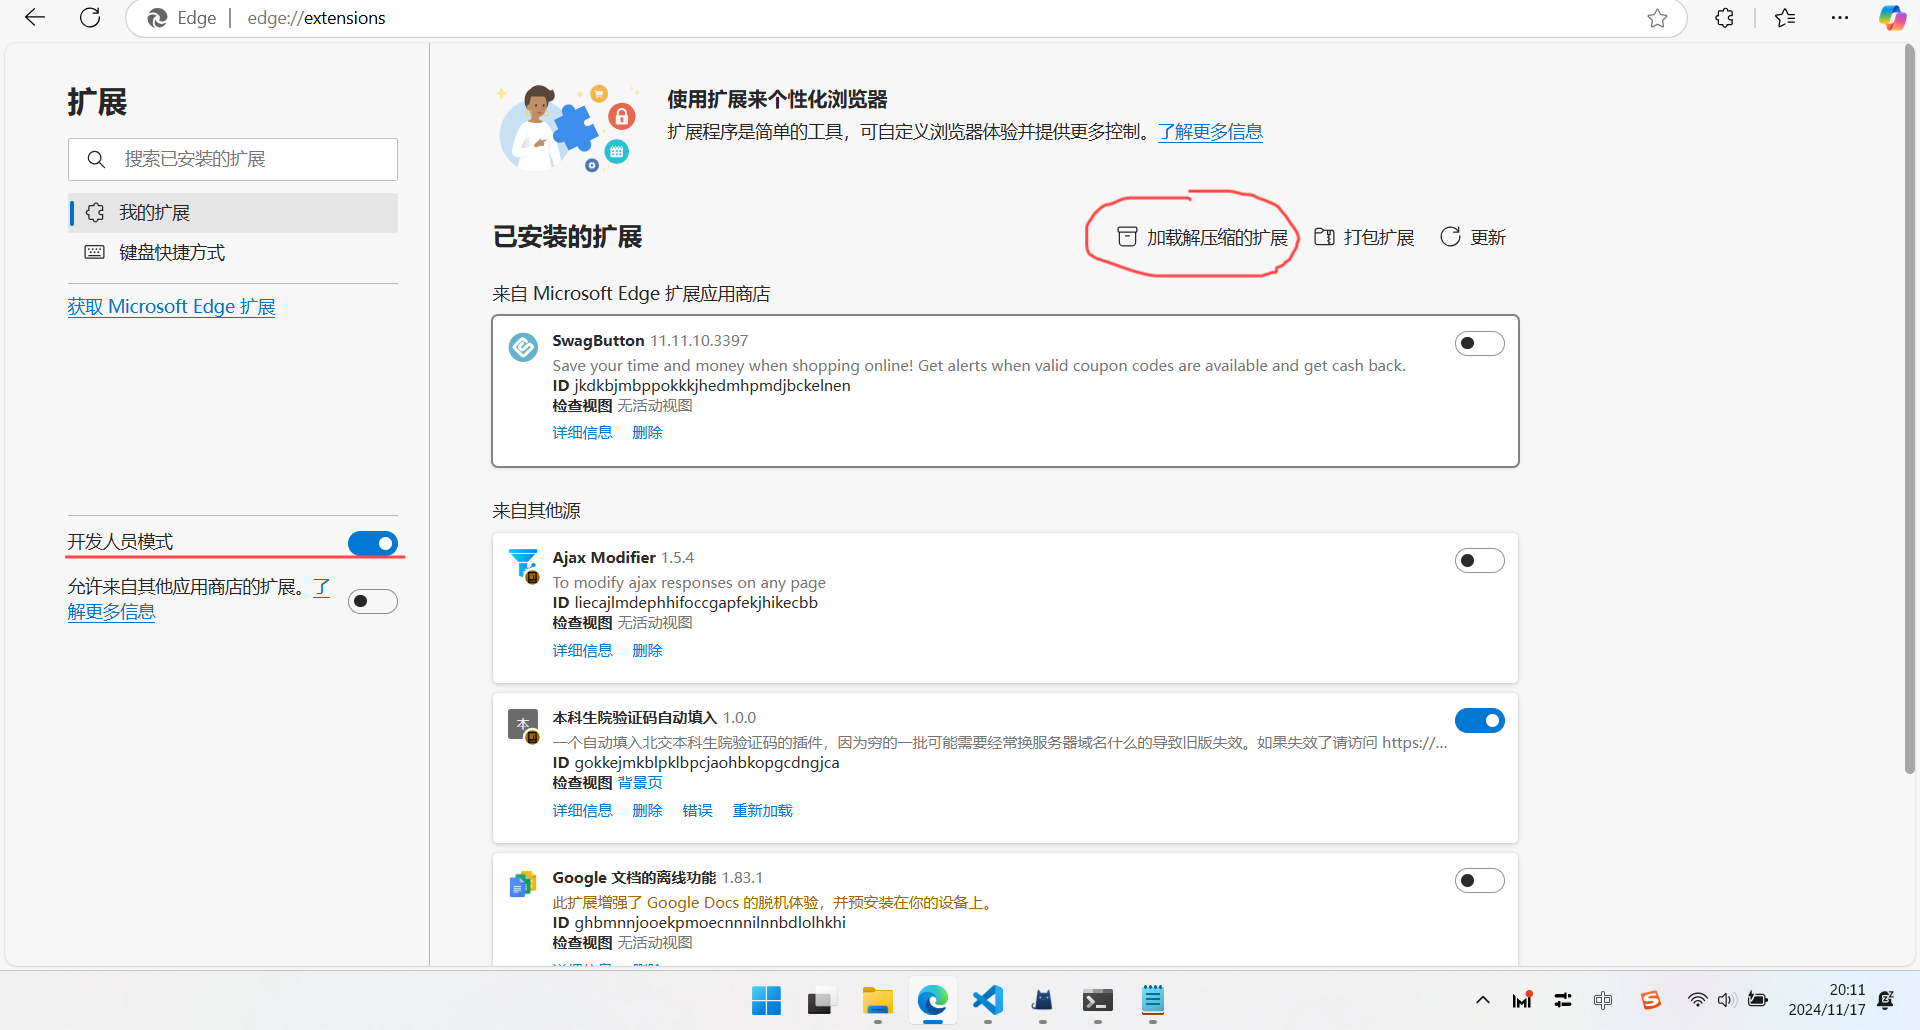 Edge
edge://extensions
扩展
搜索已安装的扩展
我的扩展
键盘快捷方式
获取 Microsoft Edge 扩展
开发人员模式
允许来自其他应用商店的扩展。了
解更多信息
使用扩展来个性化浏览器
扩展程序是简单的工具，可自定义浏览器体验并提供更多控制。了解更多信息
已安装的扩展
加载解压缩的扩展
打包扩展
更新
来自 Microsoft Edge 扩展应用商店
SwagButton 11.11.10.3397
Save your time and money when shopping online! Get alerts when valid coupon codes are available and get cash back.
ID jkdkbjmbppokkkjhedmhpmdjbckelnen
检查视图 无活动视图
详细信息 删除
来自其他源
Ajax Modifier 1.5.4
To modify ajax responses on any page
ID liecajlmdephhifoccgapfekjhikecbb
检查视图 无活动视图
详细信息 删除
本
本科生院验证码自动填入 1.0.0
一个自动填入北交本科生院验证码的插件，因为穷的一批可能需要经常换服务器域名什么的导致旧版失效。如果失效了请访问 https://...
ID gokkejmkblpklbpcjaohbkopgcdngjca
检查视图 背景页
详细信息 删除 错误 重新加载
Google 文档的离线功能 1.83.1
此扩展增强了 Google Docs 的脱机体验，并预安装在你的设备上。
ID ghbmnnjooekpmoecnnnilnnbdlolhkhi
检查视图 无活动视图
详细信息 删除
中
20:11
2024/11/17